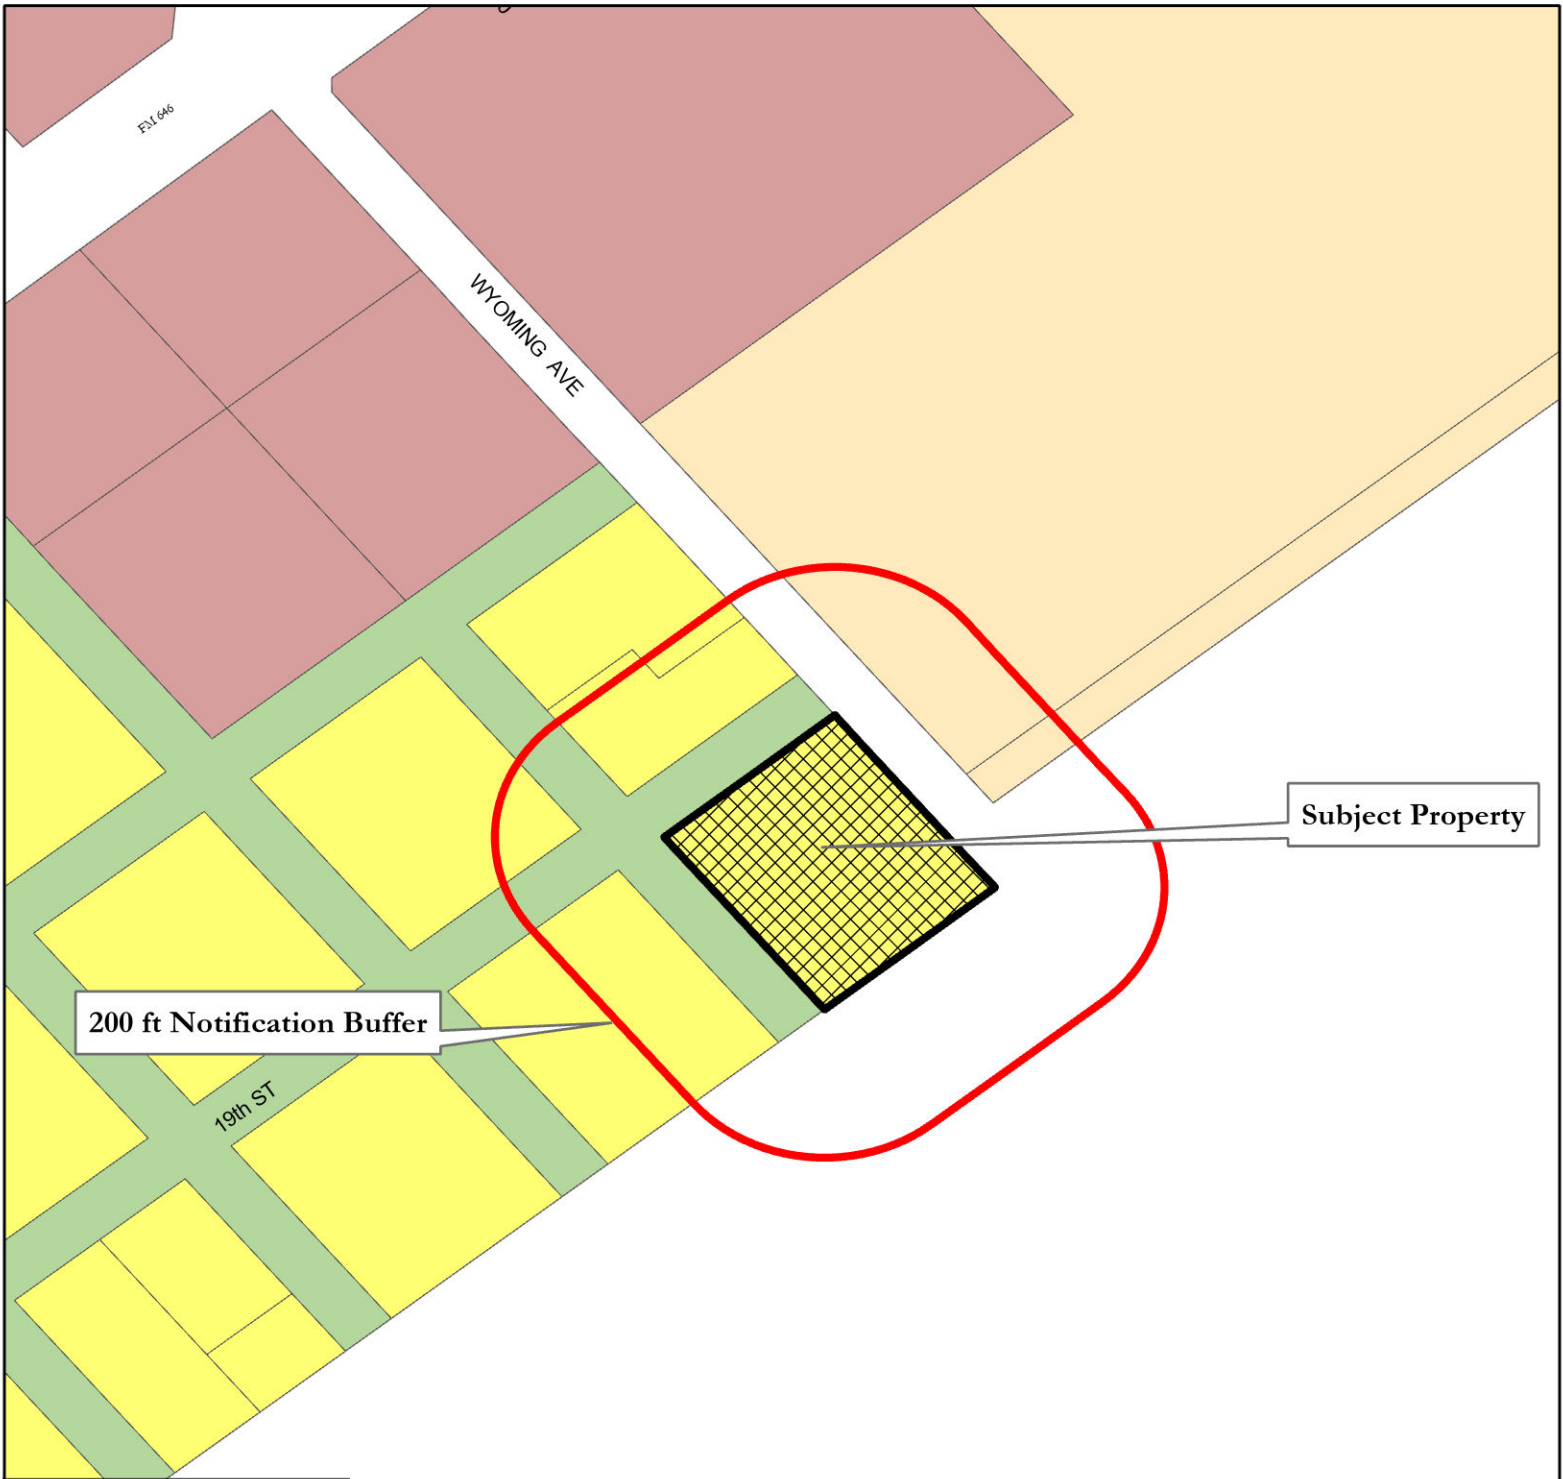 FM 646
WYOMING AVE
Subject Property
200 ft Notification Buffer
19th ST